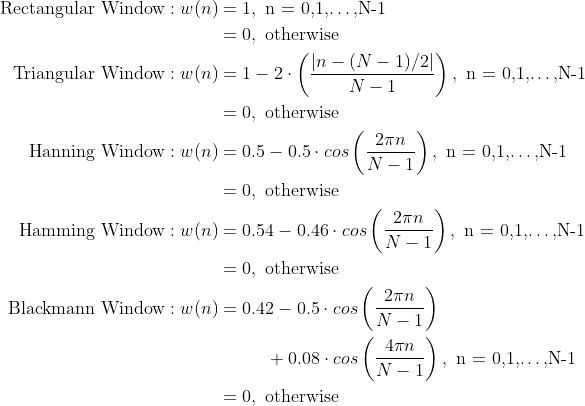 Rectangular Window : w(n) = 1, n = 0,1,...,N-1
= 0, otherwise
Triangular Window : w(n) = 1 − 2 · ( |n − (N − 1)/2| / (N − 1) ), n = 0,1,...,N-1
= 0, otherwise
Hanning Window : w(n) = 0.5 − 0.5 · cos( 2πn / (N − 1) ), n = 0,1,...,N-1
= 0, otherwise
Hamming Window : w(n) = 0.54 − 0.46 · cos( 2πn / (N − 1) ), n = 0,1,...,N-1
= 0, otherwise
Blackmann Window : w(n) = 0.42 − 0.5 · cos( 2πn / (N − 1) )
+ 0.08 · cos( 4πn / (N − 1) ), n = 0,1,...,N-1
= 0, otherwise